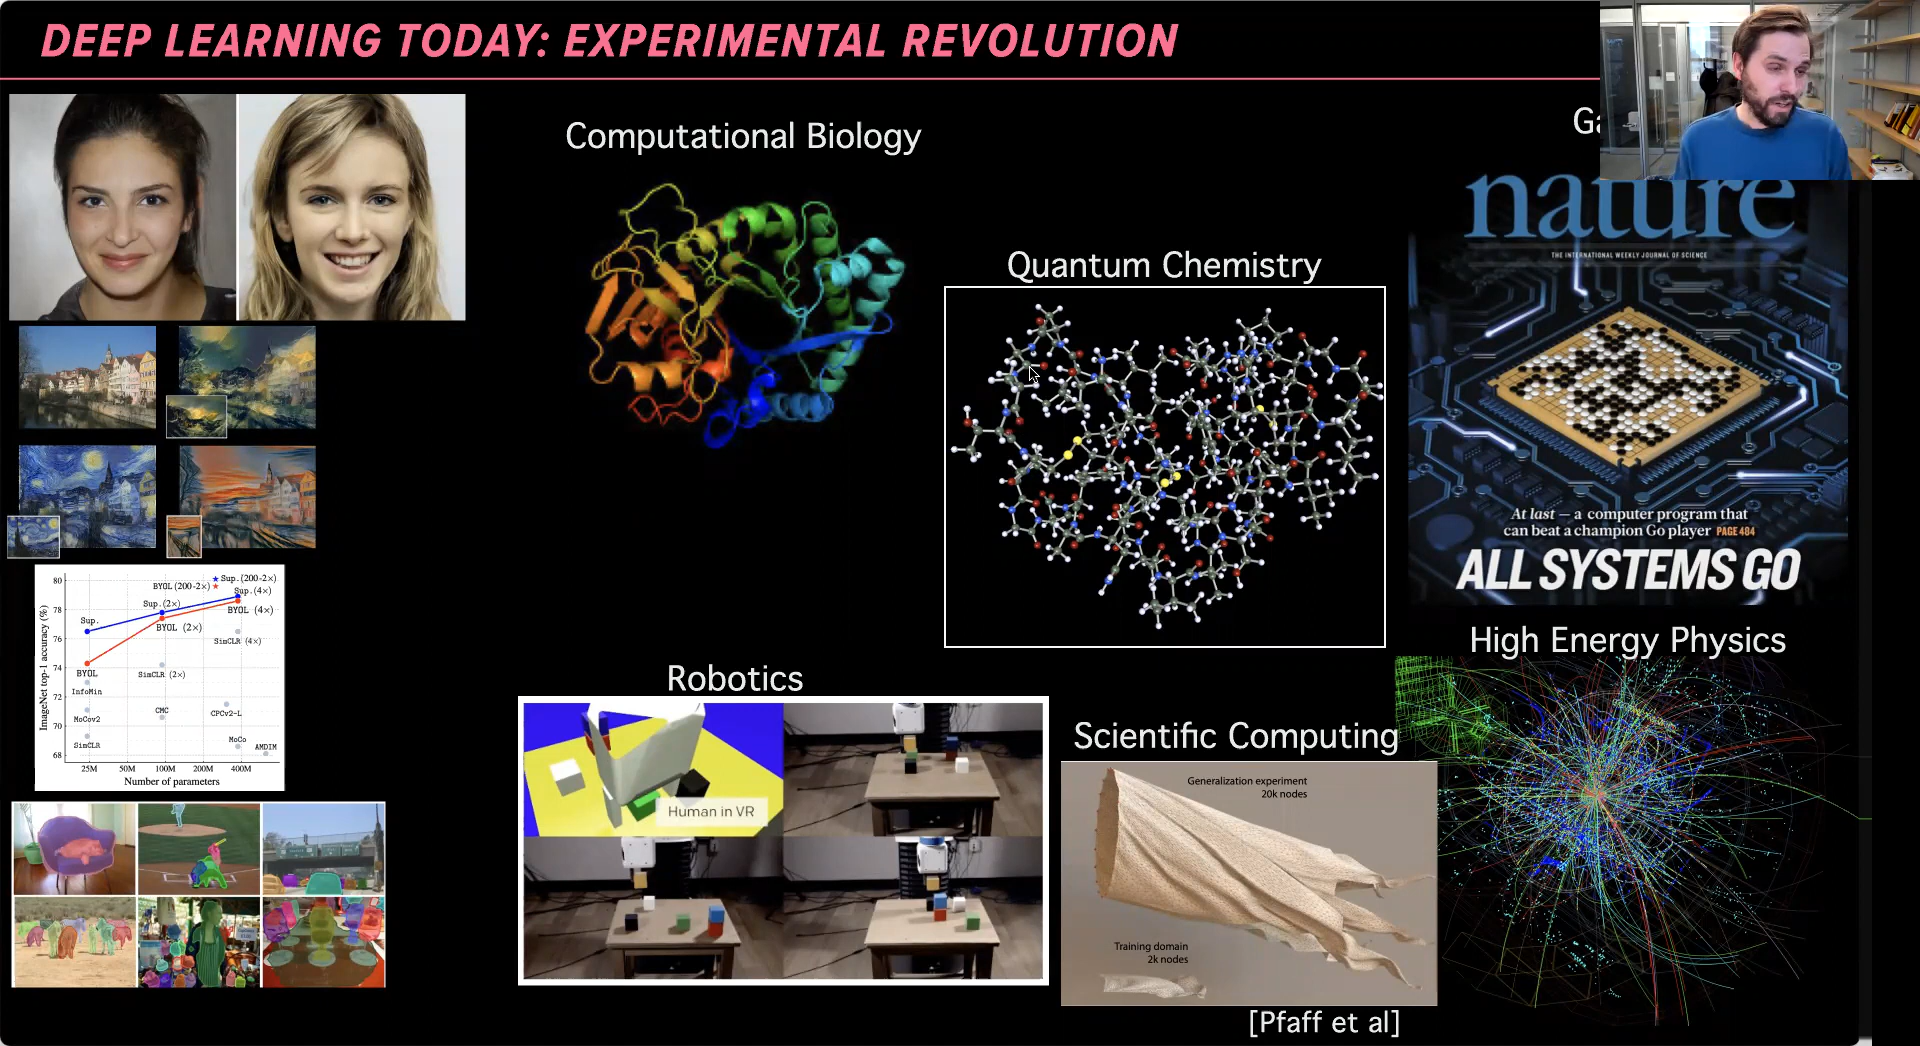 DEEP LEARNING TODAY: EXPERIMENTAL REVOLUTION
Computational Biology
Quantum Chemistry
Ga
nature
THE INTERNATIONAL WEEKLY JOURNAL OF SCIENCE
At last — a computer program that
can beat a champion Go player PAGE 484
ALL SYSTEMS GO
80
78
76
74
72
70
68
ImageNet top-1 accuracy (%)
BYOL (200-2×)
Sup.(200-2×)
Sup.(4×)
Sup.(2×)
BYOL (4×)
Sup.
BYOL (2×)
SimCLR (4×)
BYOL
SimCLR (2×)
InfoMin
CMC
CPCv2-L
MoCov2
MoCo
SimCLR
AMDIM
25M
50M
100M
200M
400M
Number of parameters
Robotics
Human in VR
Scientific Computing
Generalization experiment
20k nodes
Training domain
2k nodes
[Pfaff et al]
High Energy Physics